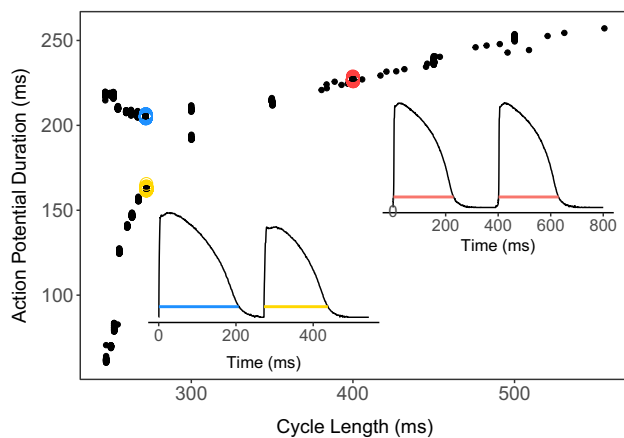 250
200
150
100
Action Potential Duration (ms)
0 200 400 600 800
Time (ms)
0 200 400
Time (ms)
300 400 500
Cycle Length (ms)